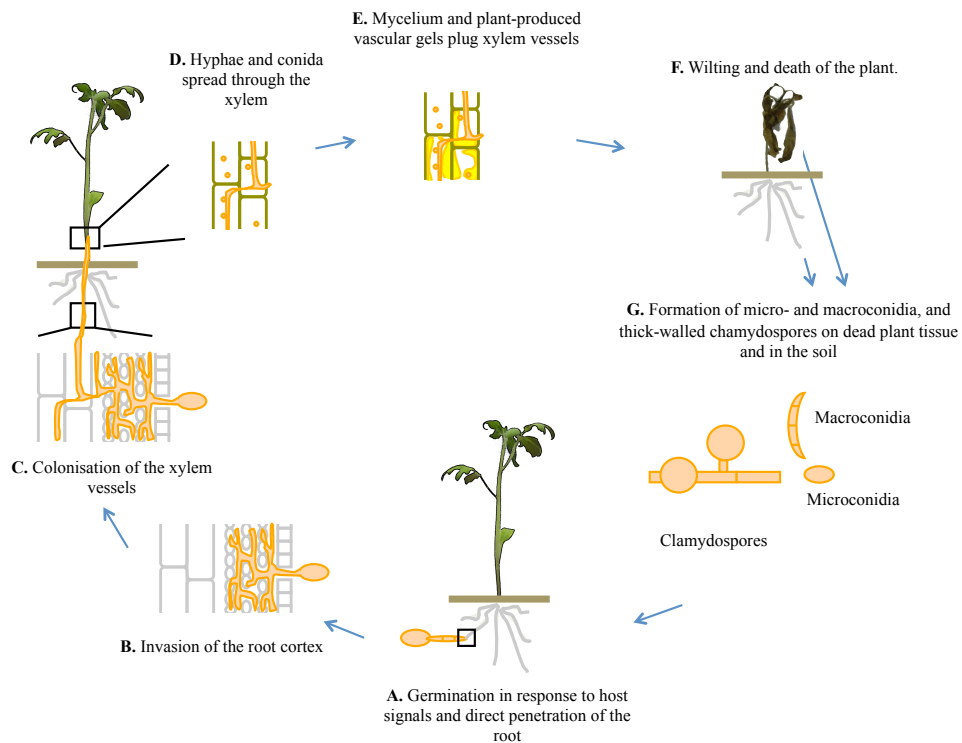 E. Mycelium and plant-produced
vascular gels plug xylem vessels
D. Hyphae and conida
spread through the
xylem
F. Wilting and death of the plant.
G. Formation of micro- and macroconidia, and
thick-walled chamydospores on dead plant tissue
and in the soil
Macroconidia
Microconidia
Clamydospores
C. Colonisation of the xylem
vessels
B. Invasion of the root cortex
A. Germination in response to host
signals and direct penetration of the
root